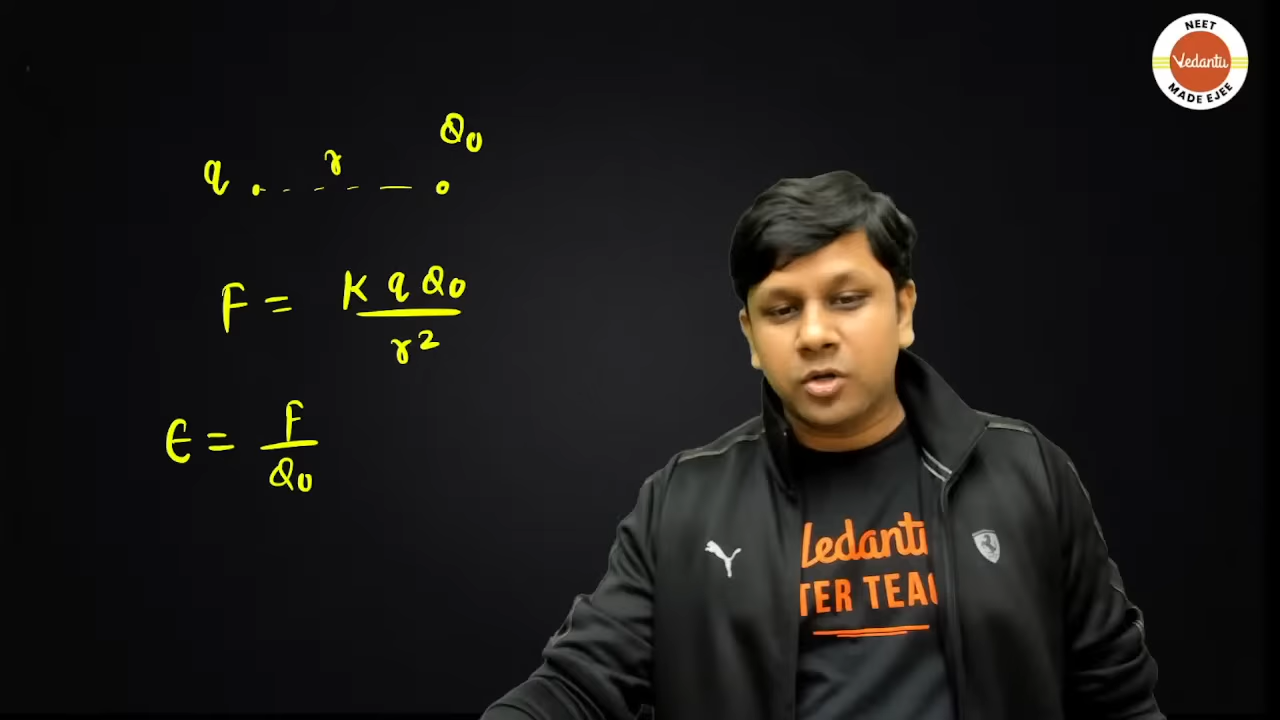 NEET
Vedantu
MADE EJEE
Q₀
q r
F = K q Q₀ / r²
E = F / Q₀
Vedantu
TER TEAC